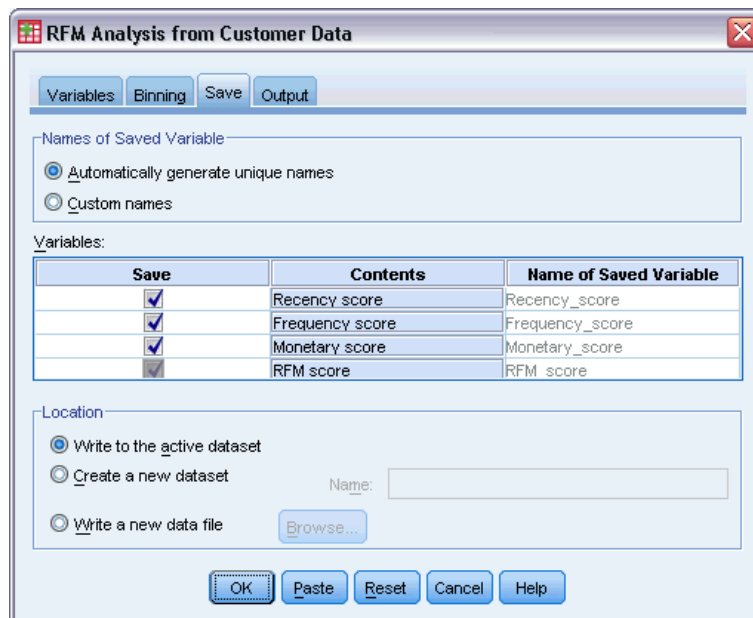 RFM Analysis from Customer Data
Variables Binning Save Output
Names of Saved Variable
Automatically generate unique names
Custom names
Variables:
Save Contents Name of Saved Variable
Recency score Recency_score
Frequency score Frequency_score
Monetary score Monetary_score
RFM score RFM_score
Location
Write to the active dataset
Create a new dataset Name:
Write a new data file Browse...
OK Paste Reset Cancel Help